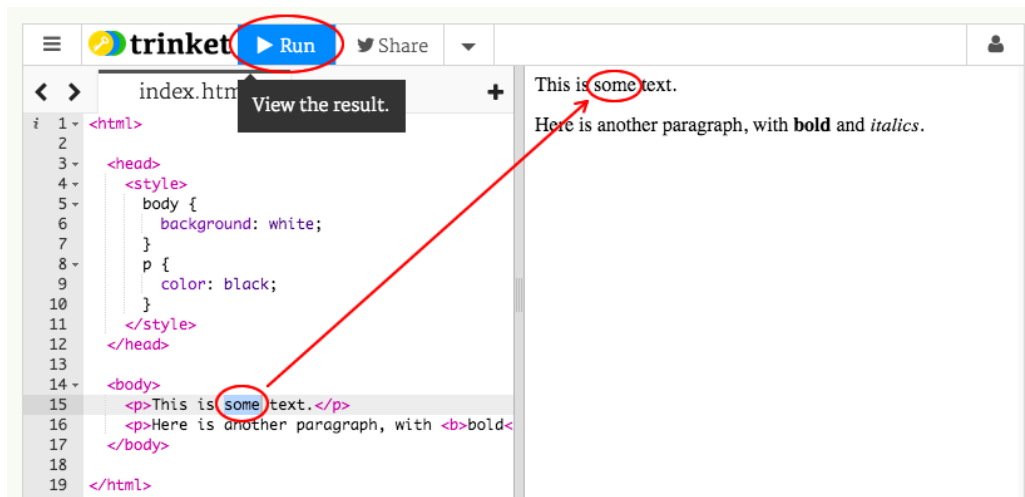 trinket Run Share
index.htm
View the result.
i 1 <html>
2
3 <head>
4 <style>
5 body {
6 background: white;
7 }
8 p {
9 color: black;
10 }
11 </style>
12 </head>
13
14 <body>
15 <p>This is some text.</p>
16 <p>Here is another paragraph, with <b>bold<
17 </body>
18
19 </html>
This is some text.
Here is another paragraph, with bold and italics.